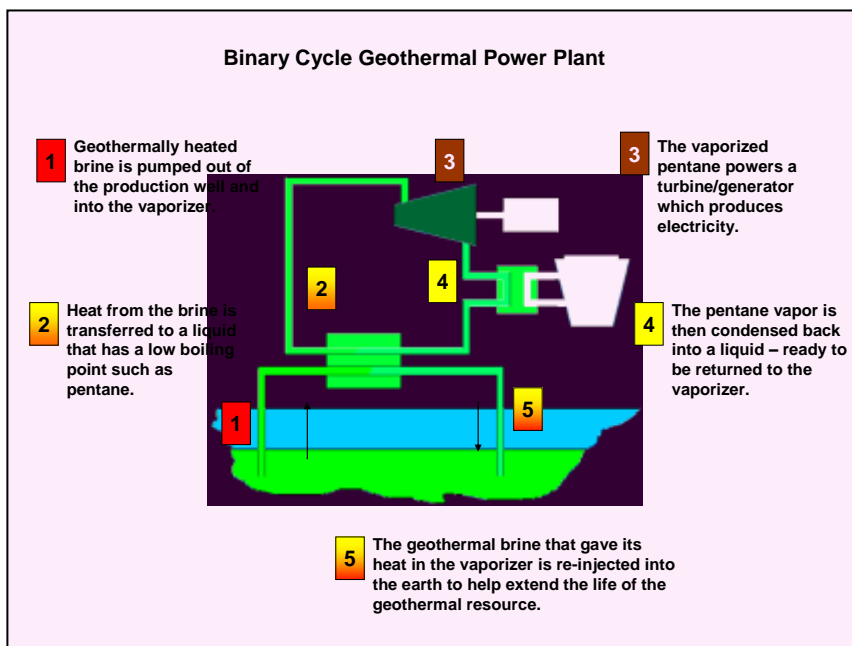 Binary Cycle Geothermal Power Plant
1
Geothermally heated
brine is pumped out of
the production well and
into the vaporizer.
3
3
The vaporized
pentane powers a
turbine/generator
which produces
electricity.
2
Heat from the brine is
transferred to a liquid
that has a low boiling
point such as
pentane.
2
4
4
The pentane vapor is
then condensed back
into a liquid – ready to
be returned to the
vaporizer.
1
5
5
The geothermal brine that gave its
heat in the vaporizer is re-injected into
the earth to help extend the life of the
geothermal resource.